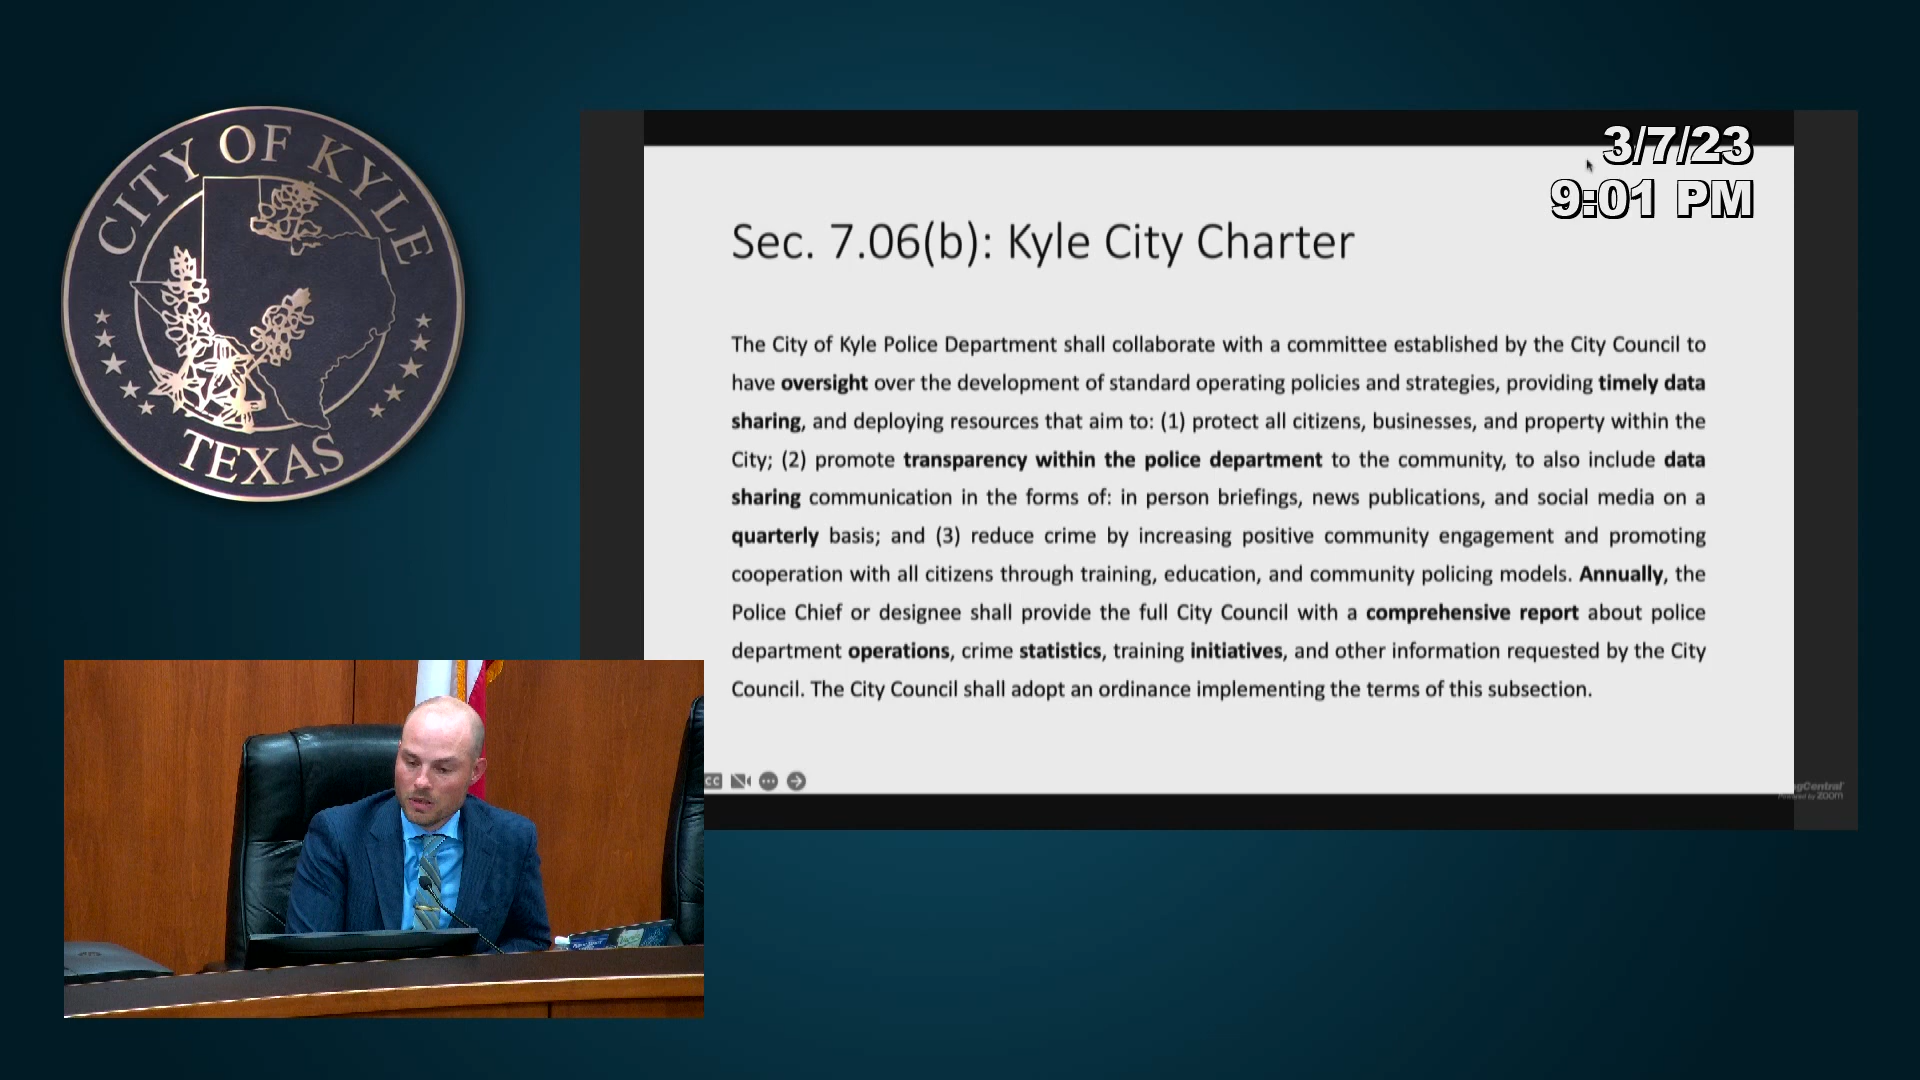 CITY OF KYLE
TEXAS
3/7/23
9:01 PM
Sec. 7.06(b): Kyle City Charter
The City of Kyle Police Department shall collaborate with a committee established by the City Council to
have oversight over the development of standard operating policies and strategies, providing timely data
sharing, and deploying resources that aim to: (1) protect all citizens, businesses, and property within the
City; (2) promote transparency within the police department to the community, to also include data
sharing communication in the forms of: in person briefings, news publications, and social media on a
quarterly basis; and (3) reduce crime by increasing positive community engagement and promoting
cooperation with all citizens through training, education, and community policing models. Annually, the
Police Chief or designee shall provide the full City Council with a comprehensive report about police
department operations, crime statistics, training initiatives, and other information requested by the City
Council. The City Council shall adopt an ordinance implementing the terms of this subsection.
CC
gCentral
zoom